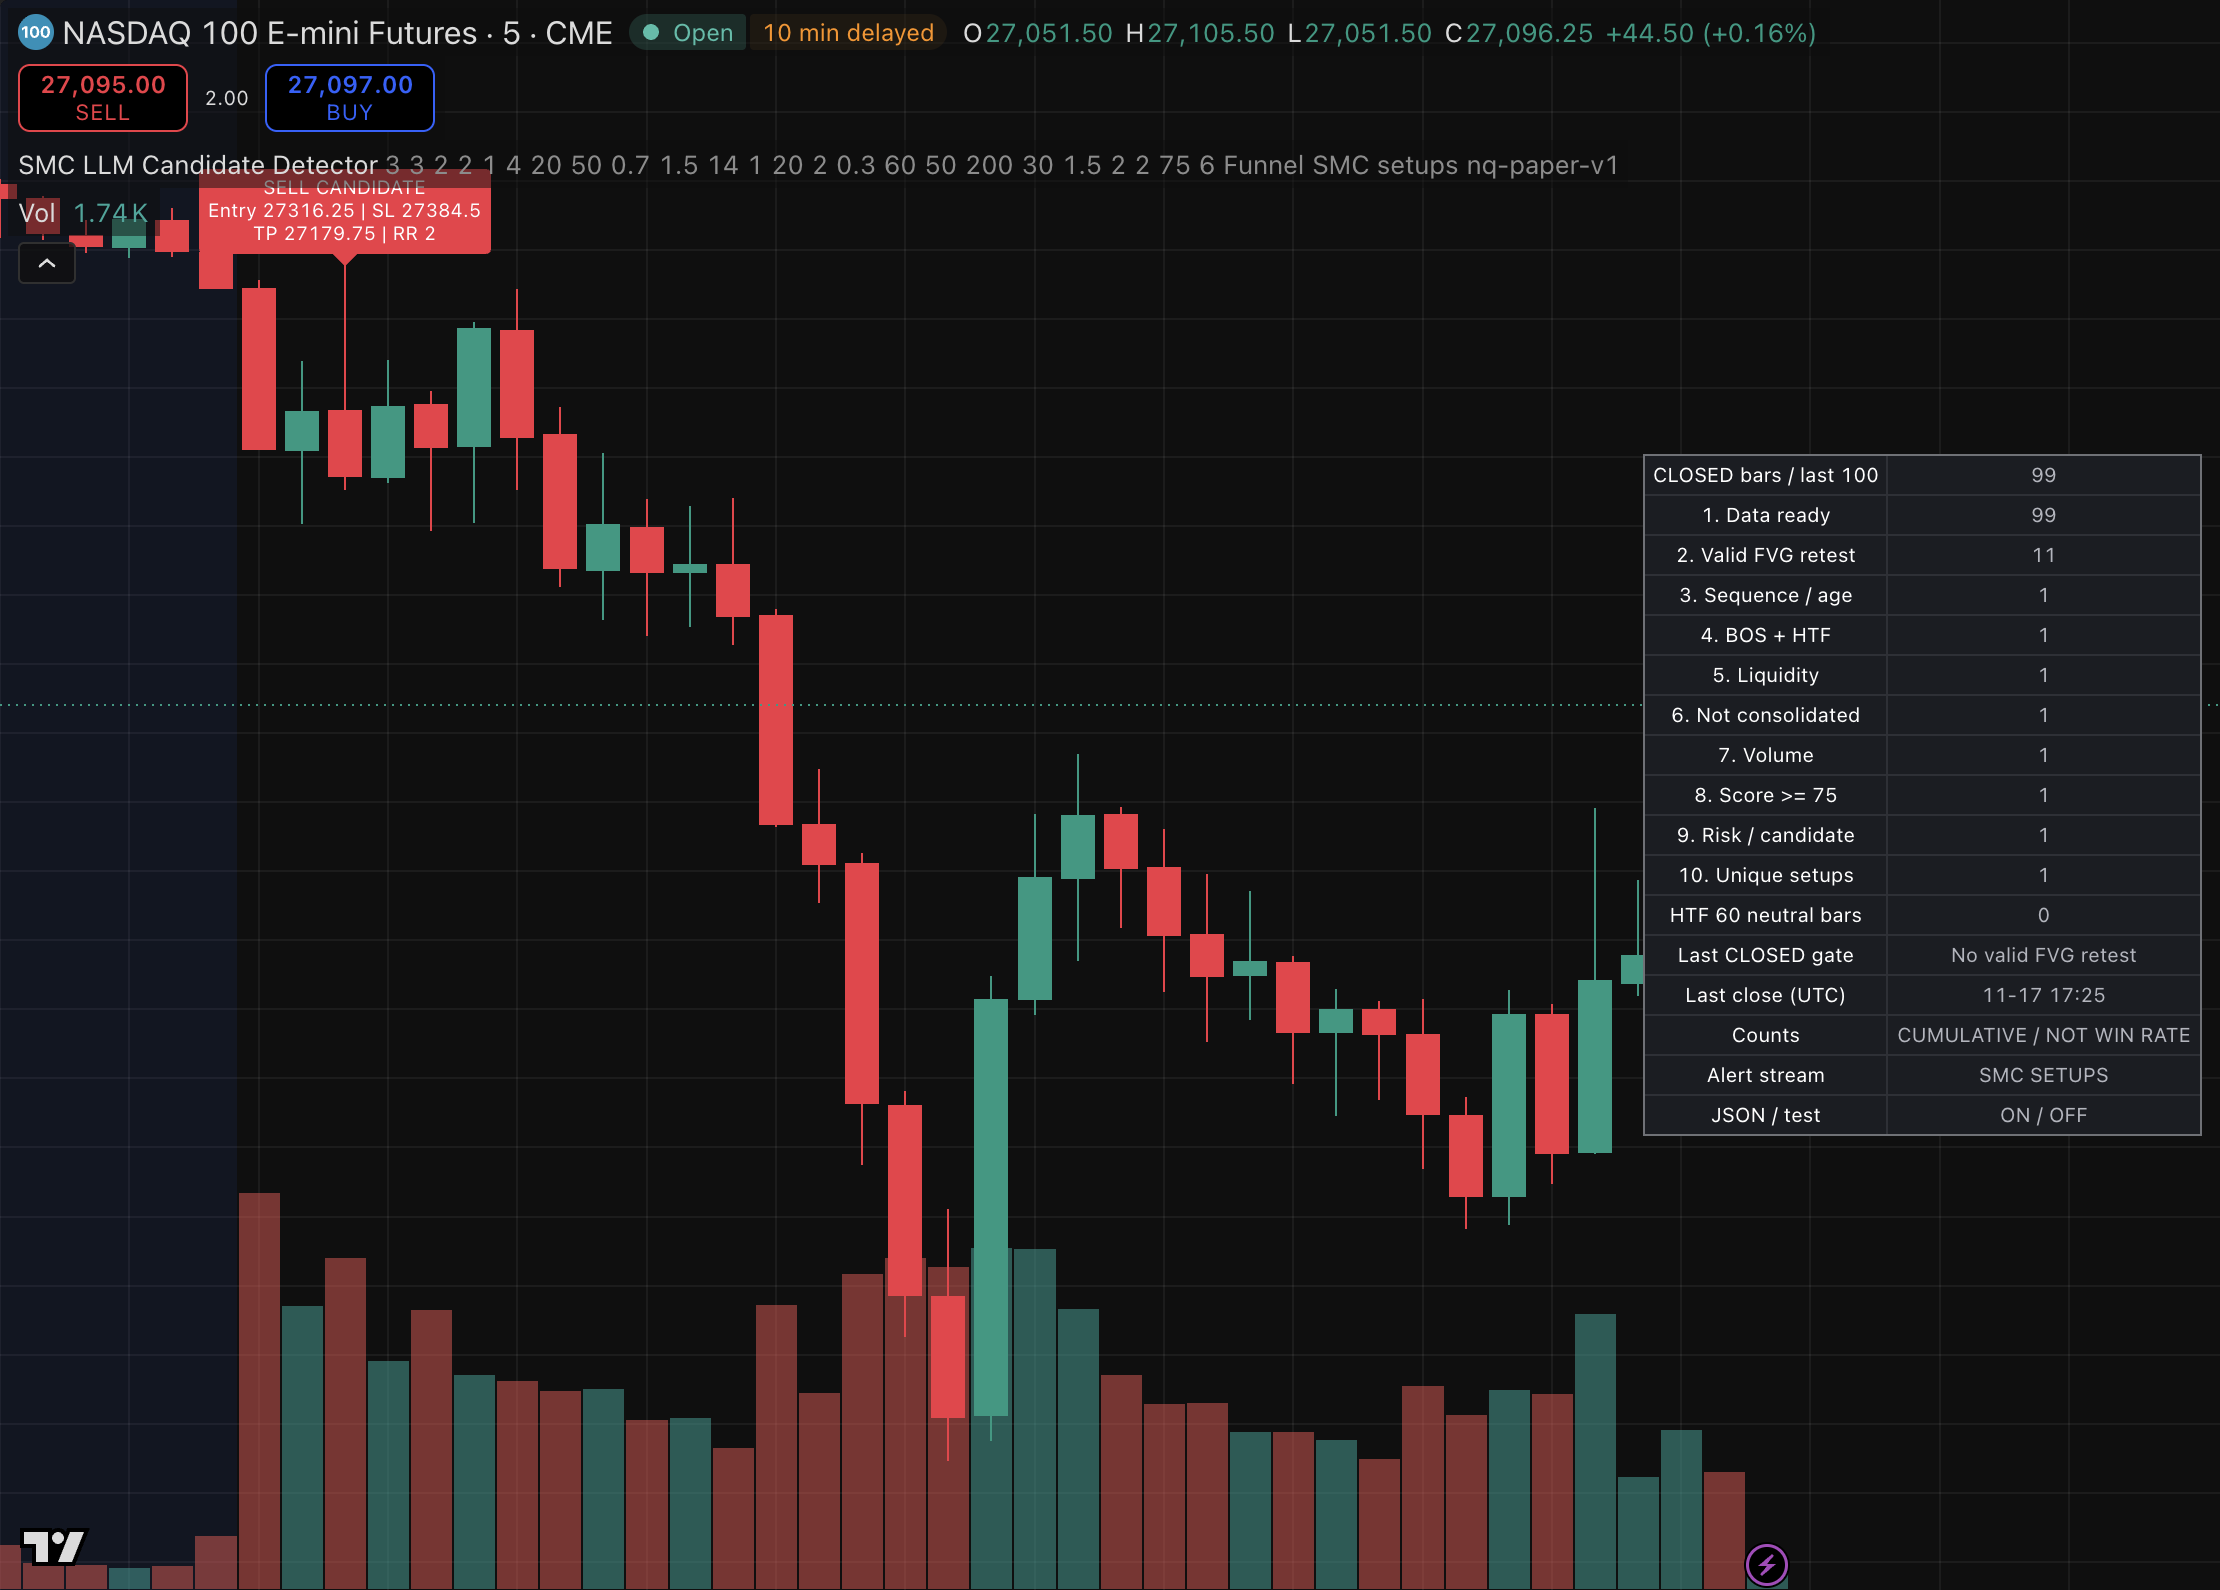 100 NASDAQ 100 E-mini Futures · 5 · CME Open 10 min delayed O27,051.50 H27,105.50 L27,051.50 C27,096.25 +44.50 (+0.16%)
27,095.00
SELL
2.00
27,097.00
BUY
SMC LLM Candidate Detector 3 3 2 2 1 4 20 50 0.7 1.5 14 1 20 2 0.3 60 50 200 30 1.5 2 2 75 6 Funnel SMC setups nq-paper-v1
SELL CANDIDATE
Entry 27316.25 | SL 27384.5
TP 27179.75 | RR 2
Vol 1.74K
CLOSED bars / last 100 99
1. Data ready 99
2. Valid FVG retest 11
3. Sequence / age 1
4. BOS + HTF 1
5. Liquidity 1
6. Not consolidated 1
7. Volume 1
8. Score >= 75 1
9. Risk / candidate 1
10. Unique setups 1
HTF 60 neutral bars 0
Last CLOSED gate No valid FVG retest
Last close (UTC) 11-17 17:25
Counts CUMULATIVE / NOT WIN RATE
Alert stream SMC SETUPS
JSON / test ON / OFF